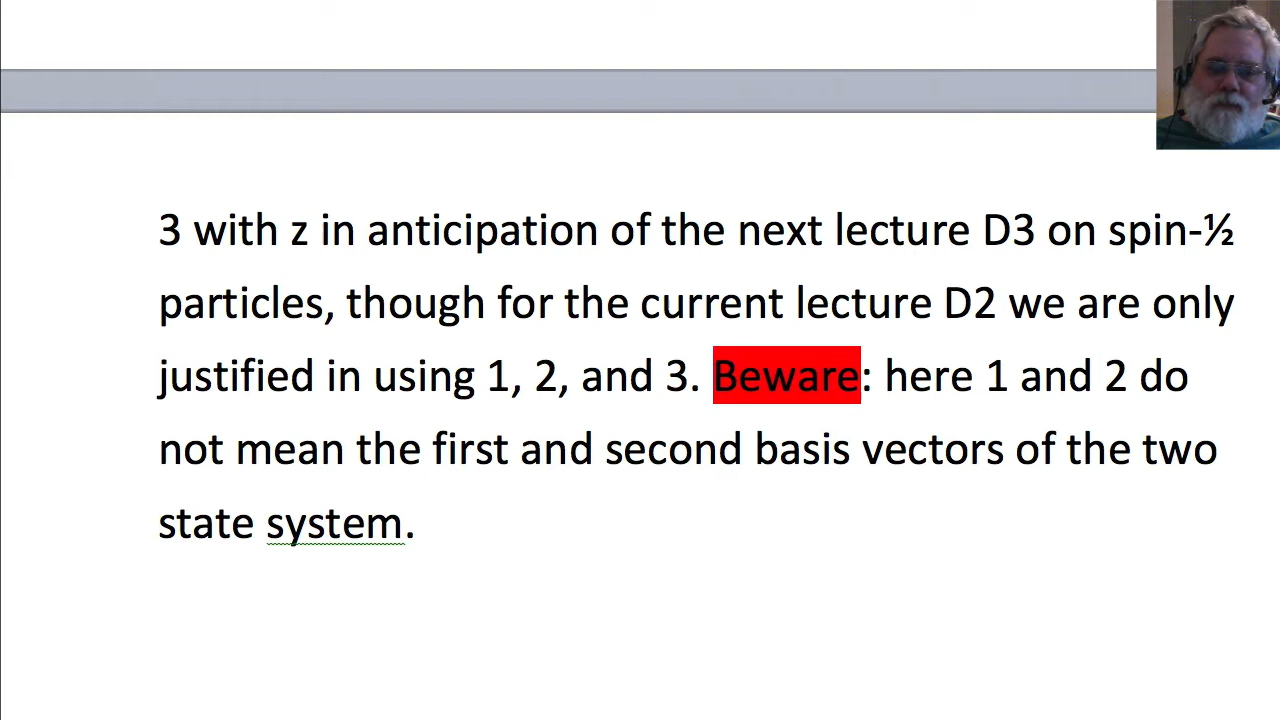 3 with z in anticipation of the next lecture D3 on spin-½
particles, though for the current lecture D2 we are only
justified in using 1, 2, and 3. Beware: here 1 and 2 do
not mean the first and second basis vectors of the two
state system.